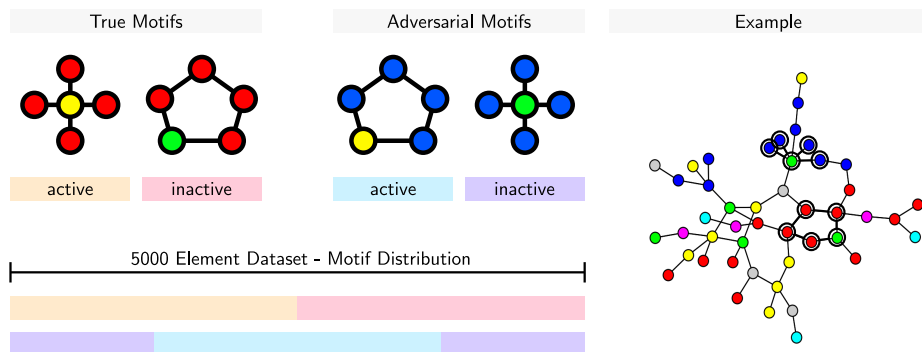 True Motifs
Adversarial Motifs
Example
active
inactive
active
inactive
5000 Element Dataset - Motif Distribution